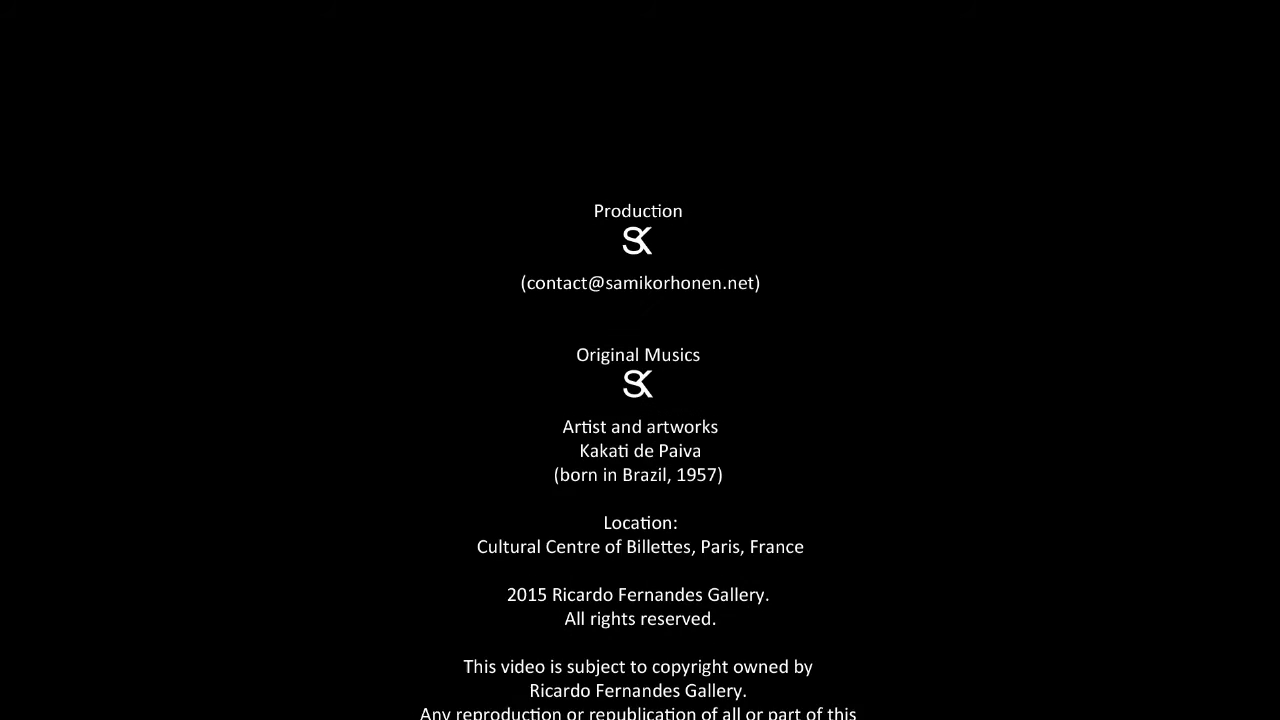 Production
SK
(contact@samikorhonen.net)
Original Musics
SK
Artist and artworks
Kakati de Paiva
(born in Brazil, 1957)
Location:
Cultural Centre of Billettes, Paris, France
2015 Ricardo Fernandes Gallery.
All rights reserved.
This video is subject to copyright owned by
Ricardo Fernandes Gallery.
Any reproduction or republication of all or part of this